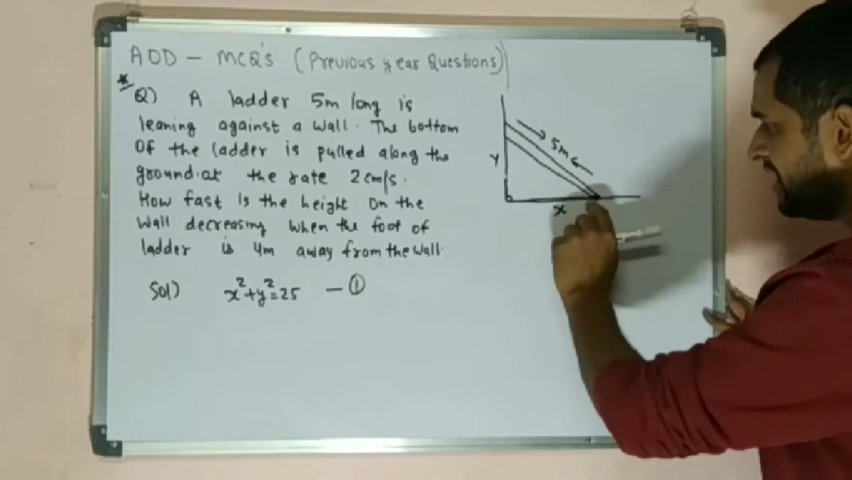 AOD - MCQ's (Previous year Questions)
* Q) A ladder 5m long is
leaning against a wall. The bottom
Of the ladder is pulled along the
ground at the rate 2cm/s.
How fast is the height on the
wall decreasing when the foot of
ladder is 4m away from the wall.
Sol) x²+y²=25 — ①
5m
y
x